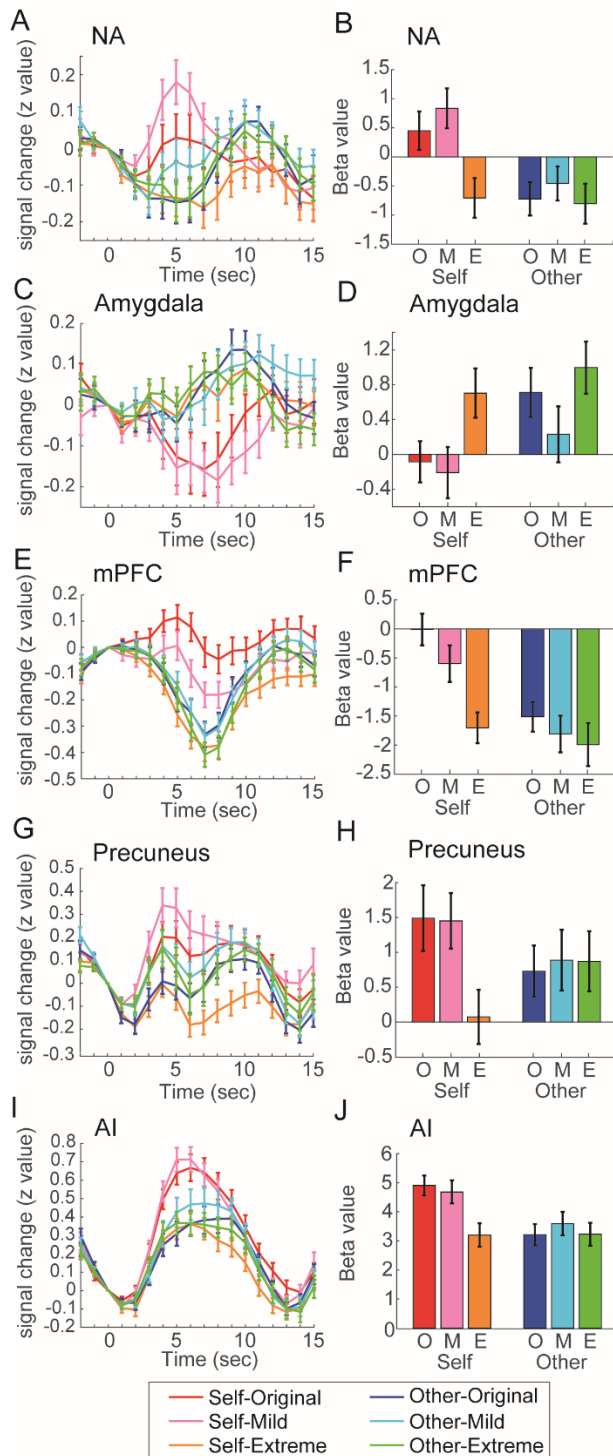 A
NA
signal change (z value)
0.2
0.1
0
-0.1
-0.2
0
5
10
15
Time (sec)
B
NA
Beta value
1.5
1
0.5
0
-0.5
-1
-1.5
O M E O M E
Self Other
C
Amygdala
signal change (z value)
0.2
0.1
0
-0.1
-0.2
0
5
10
15
Time (sec)
D
Amygdala
Beta value
1.2
0.8
0.4
0
-0.4
O M E O M E
Self Other
E
mPFC
signal change (z value)
0.2
0.1
0
-0.1
-0.2
-0.3
-0.4
-0.5
0
5
10
15
Time (sec)
F
mPFC
Beta value
0.5
0
-0.5
-1
-1.5
-2
-2.5
O M E O M E
Self Other
G
Precuneus
signal change (z value)
0.5
0.4
0.3
0.2
0.1
0
-0.1
-0.2
-0.3
0
5
10
15
Time (sec)
H
Precuneus
Beta value
2
1.5
1
0.5
0
-0.5
O M E O M E
Self Other
I
AI
signal change (z value)
0.8
0.7
0.6
0.5
0.4
0.3
0.2
0.1
0
-0.1
-0.2
0
5
10
15
Time (sec)
J
AI
Beta value
6
5
4
3
2
1
0
O M E O M E
Self Other
Self-Original Other-Original
Self-Mild Other-Mild
Self-Extreme Other-Extreme